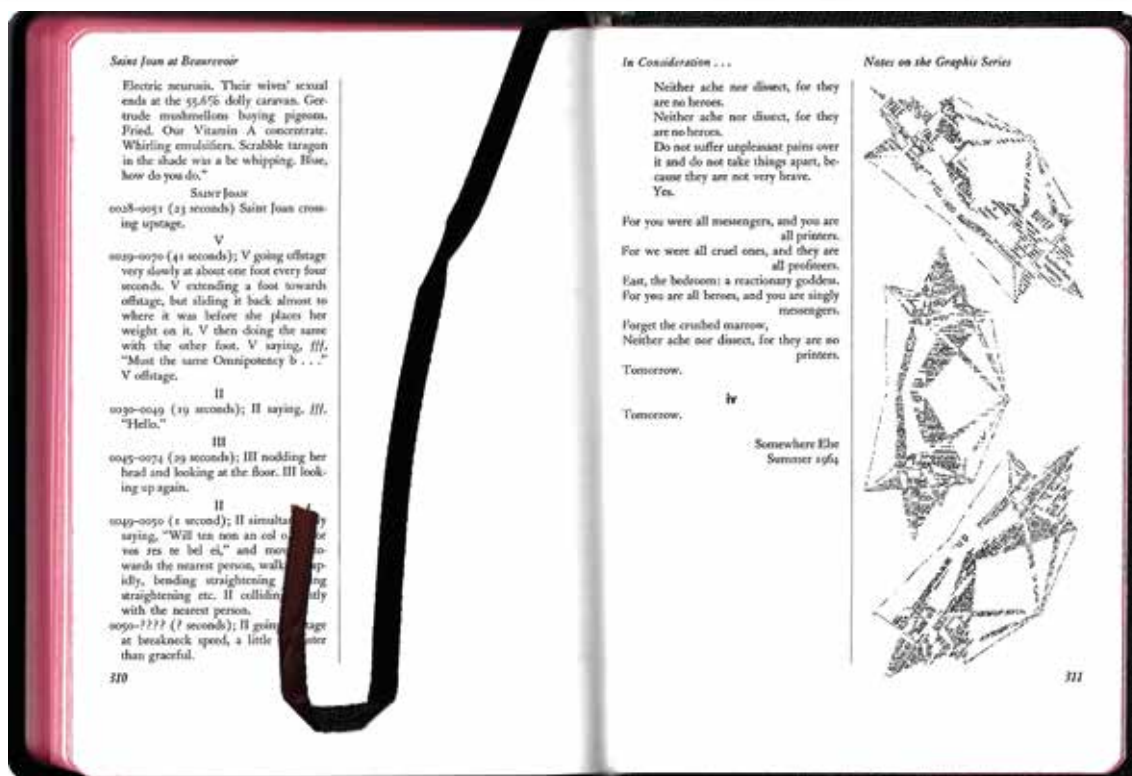 Saint Joan at Beaurevoir
Electric neurosis. Their wives' sexual
ends at the 55.6% dolly caravan. Ger-
trude mushmellons buying pigeons.
Fried. Our Vitamin A concentrate.
Whirling emulsifiers. Scrabble taragon
in the shade was a be whipping. Blue,
how do you do."
SAINT JOAN
0028–0051 (23 seconds) Saint Joan cross-
ing upstage.
V
0029–0070 (41 seconds); V going offstage
very slowly at about one foot every four
seconds. V extending a foot towards
offstage, but sliding it back almost to
where it was before she places her
weight on it. V then doing the same
with the other foot. V saying, fff,
"Must the same Omnipotency b . . ."
V offstage.
II
0030–0049 (19 seconds); II saying, fff,
"Hello."
III
0045–0074 (29 seconds); III nodding her
head and looking at the floor. III look-
ing up again.
II
0049–0050 (1 second); II
saying, "Will ten non an col
vos res te bel ei," and
wards the nearest person,
idly, bending straightening
straightening etc. II
with the nearest person.
0050–???? (? seconds); II
at breakneck speed, a little
than graceful.
310
In Consideration . . .
Neither ache nor dissect, for they
are no heroes.
Neither ache nor dissect, for they
are no heroes.
Do not suffer unpleasant pains over
it and do not take things apart, be-
cause they are not very brave.
Yes.
For you were all messengers, and you are
all printers.
For we were all cruel ones, and they are
all profiteers.
East, the bedroom: a reactionary goddess.
For you are all heroes, and you are singly
messengers.
Forget the crushed marrow,
Neither ache nor dissect, for they are no
printers.
Tomorrow.
iv
Tomorrow.
Somewhere Else
Summer 1964
Notes on the Graphic Series
311